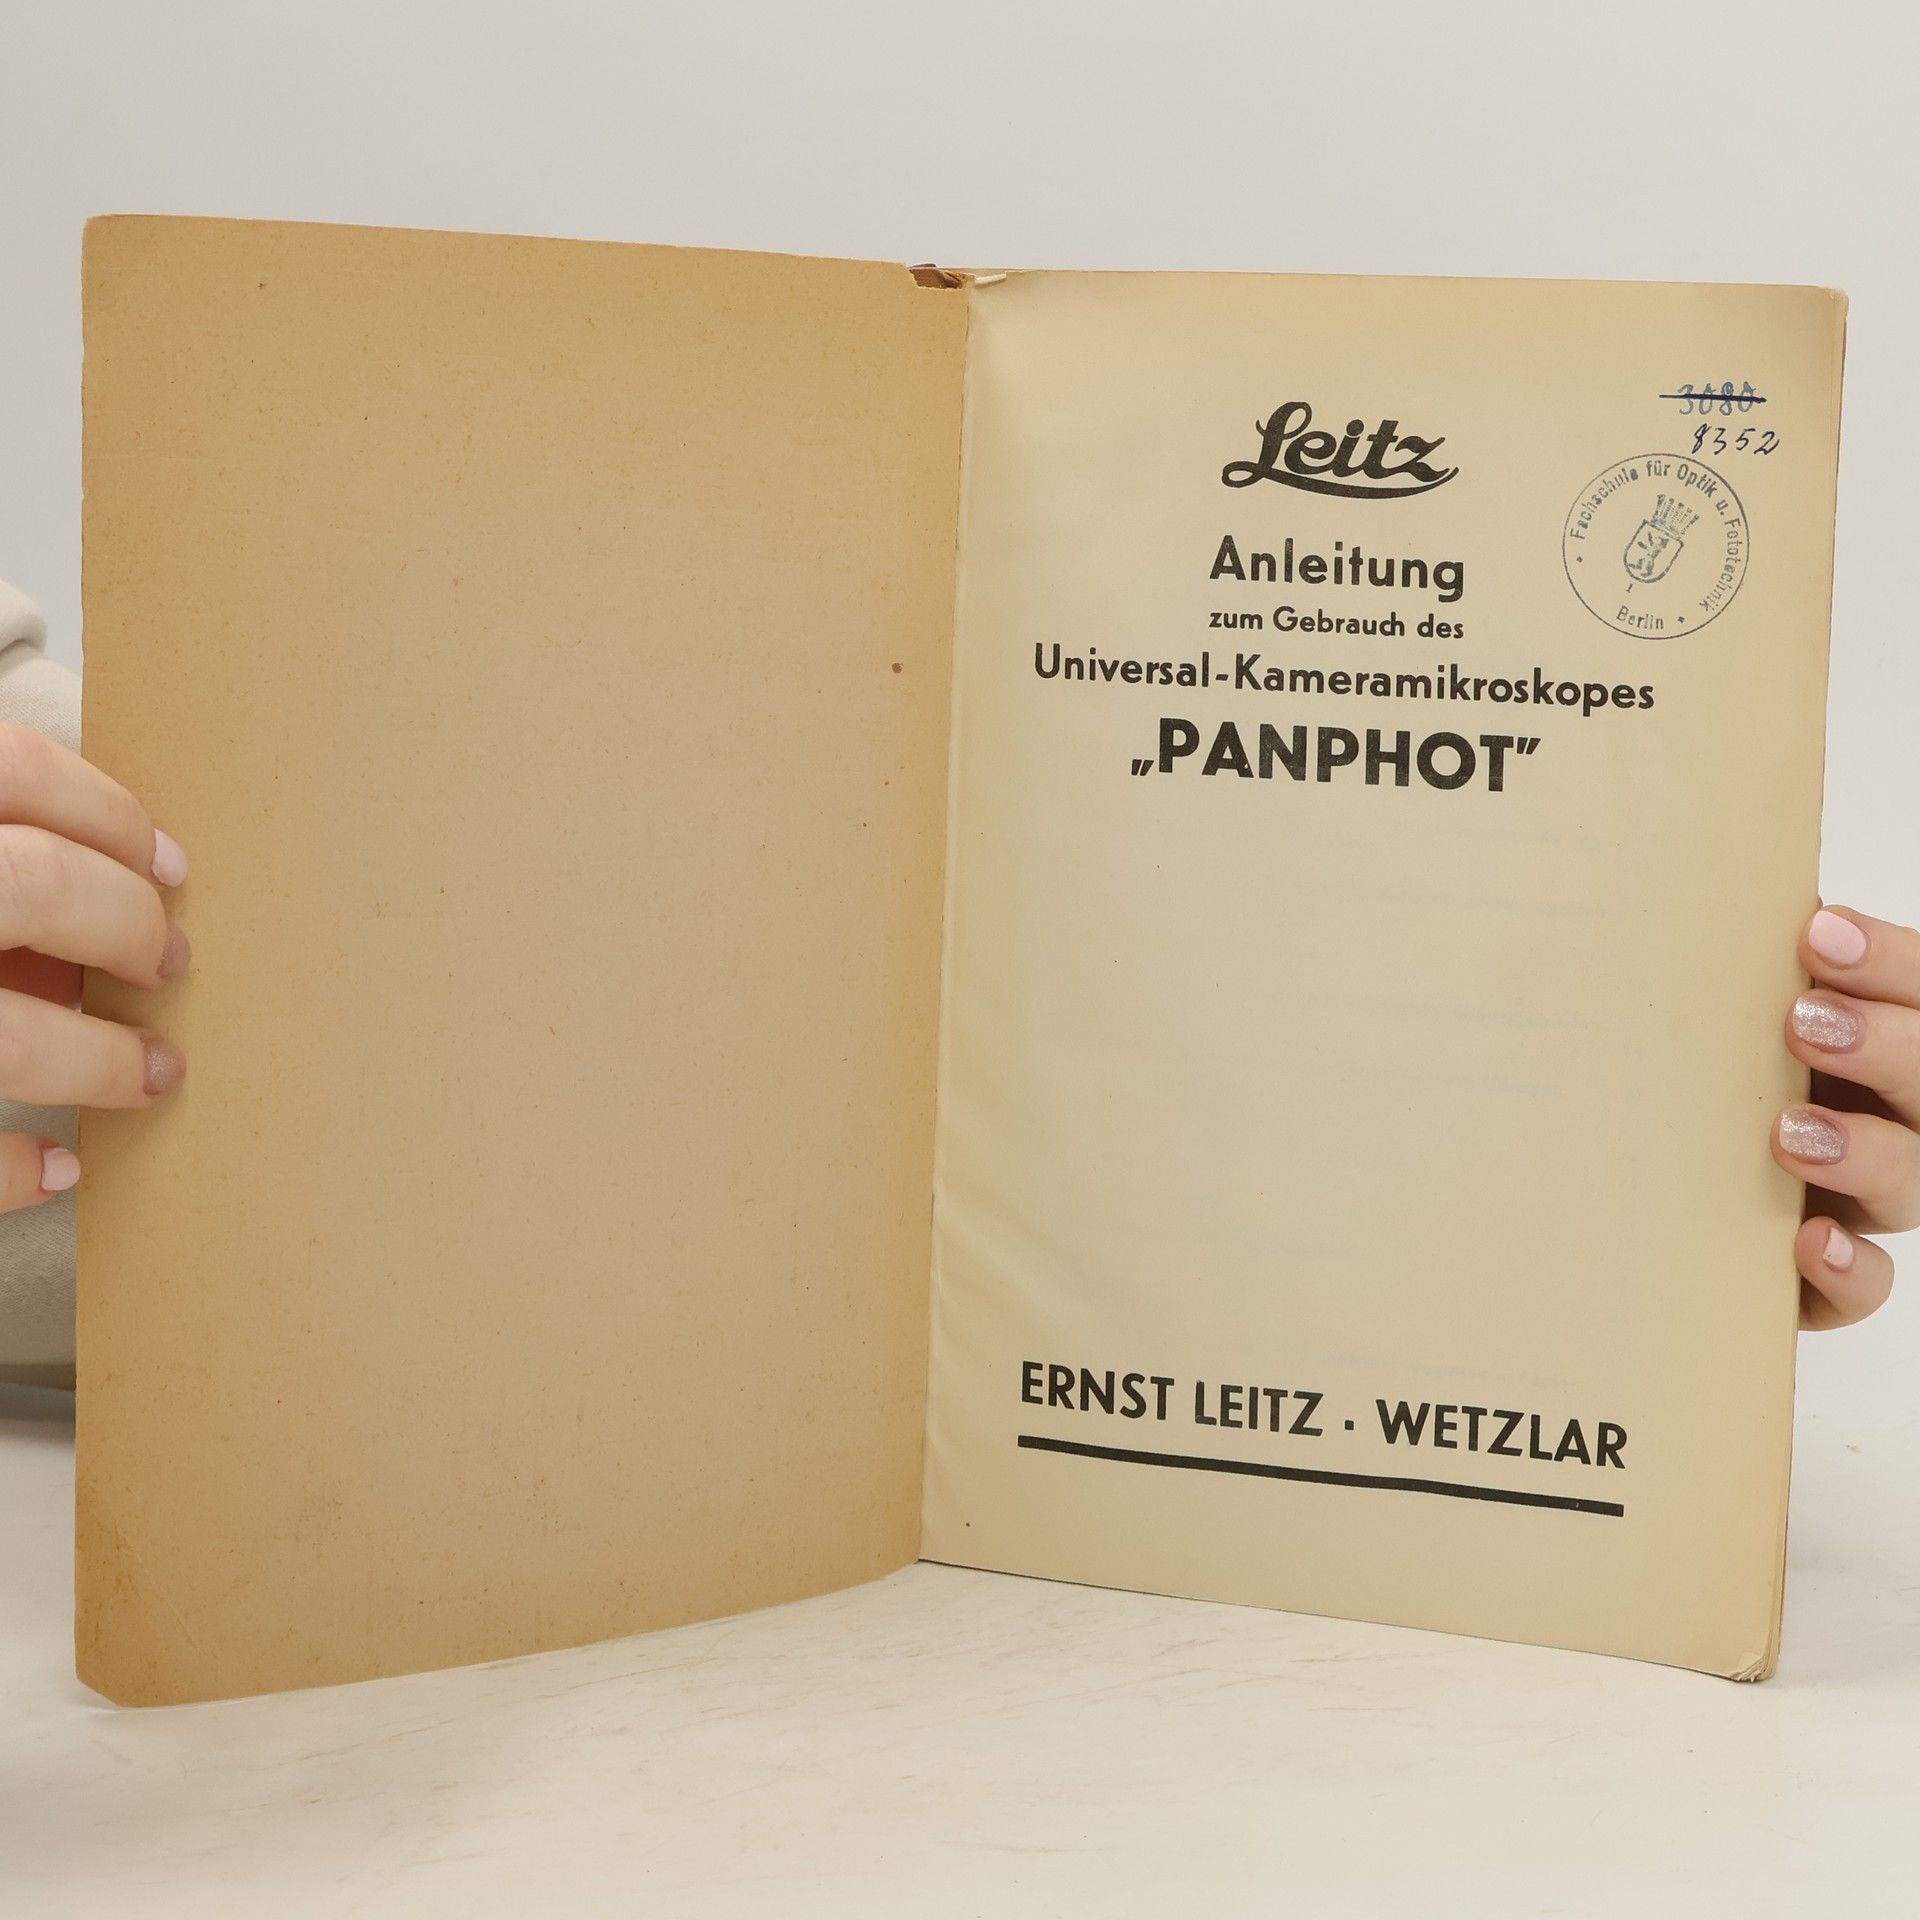 3080
8352
Leitz
Fachschule für Optik u. Fototechnik
I
Berlin
Anleitung
zum Gebrauch des
Universal-Kameramikroskopes
„PANPHOT"
ERNST LEITZ · WETZLAR